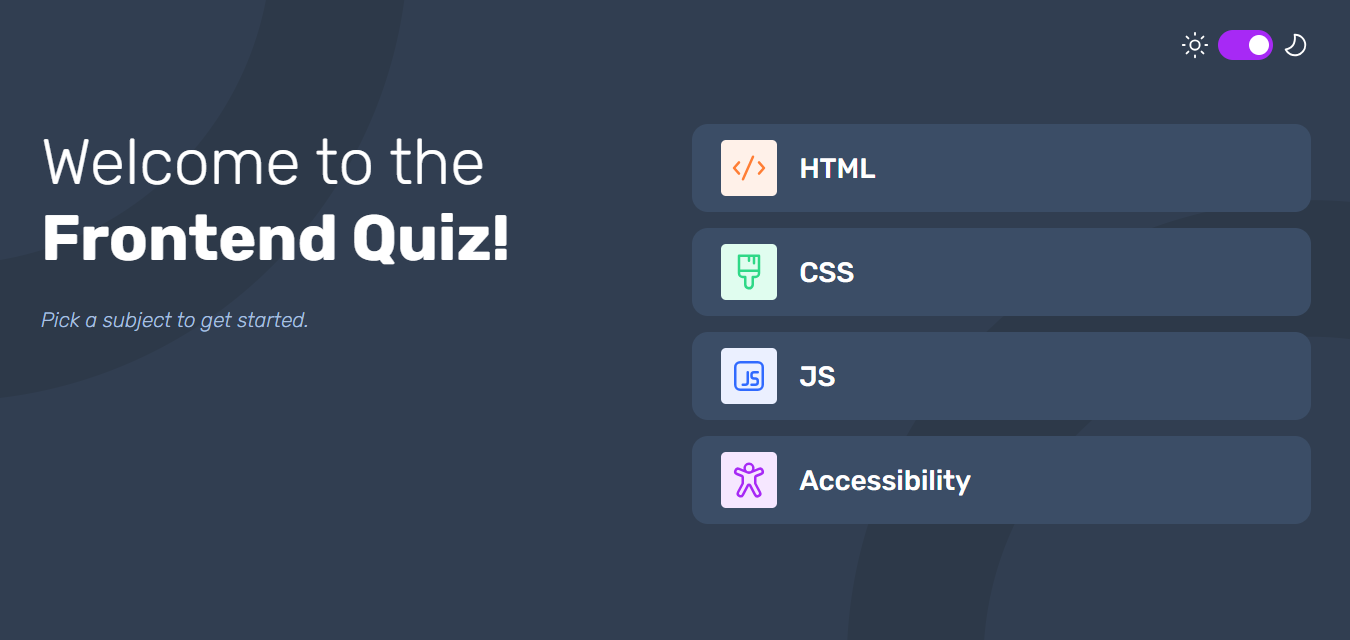 Welcome to the
Frontend Quiz!
Pick a subject to get started.
HTML
CSS
JS
JS
Accessibility